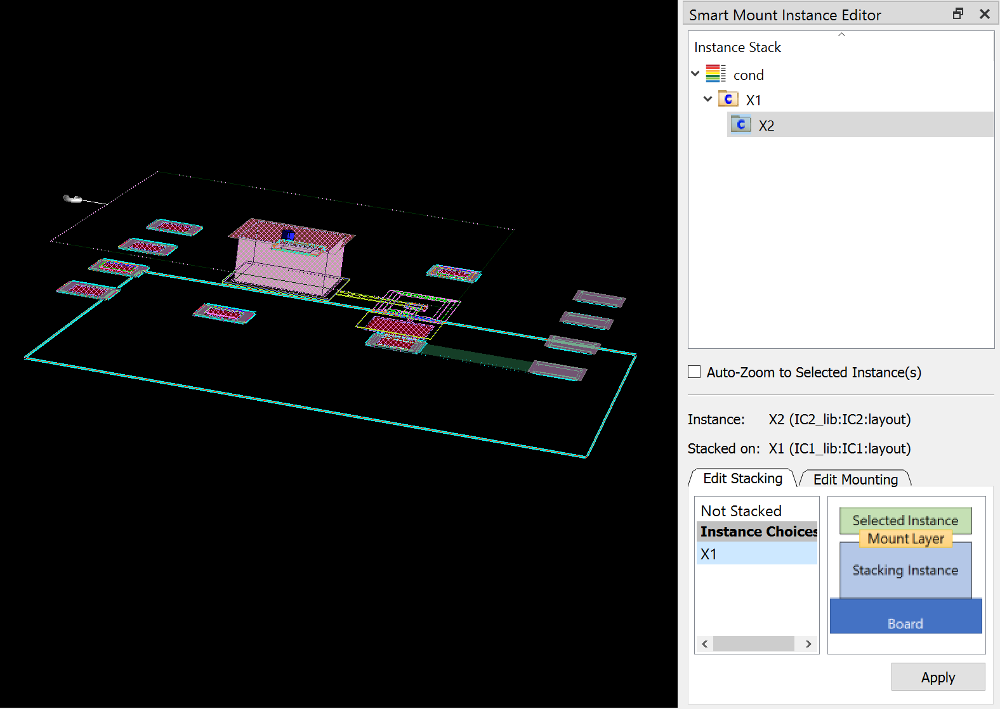 Smart Mount Instance Editor
Instance Stack
cond
X1
X2
Auto-Zoom to Selected Instance(s)
Instance: X2 (IC2_lib:IC2:layout)
Stacked on: X1 (IC1_lib:IC1:layout)
Edit Stacking Edit Mounting
Not Stacked
Instance Choices
X1
Selected Instance
Mount Layer
Stacking Instance
Board
Apply